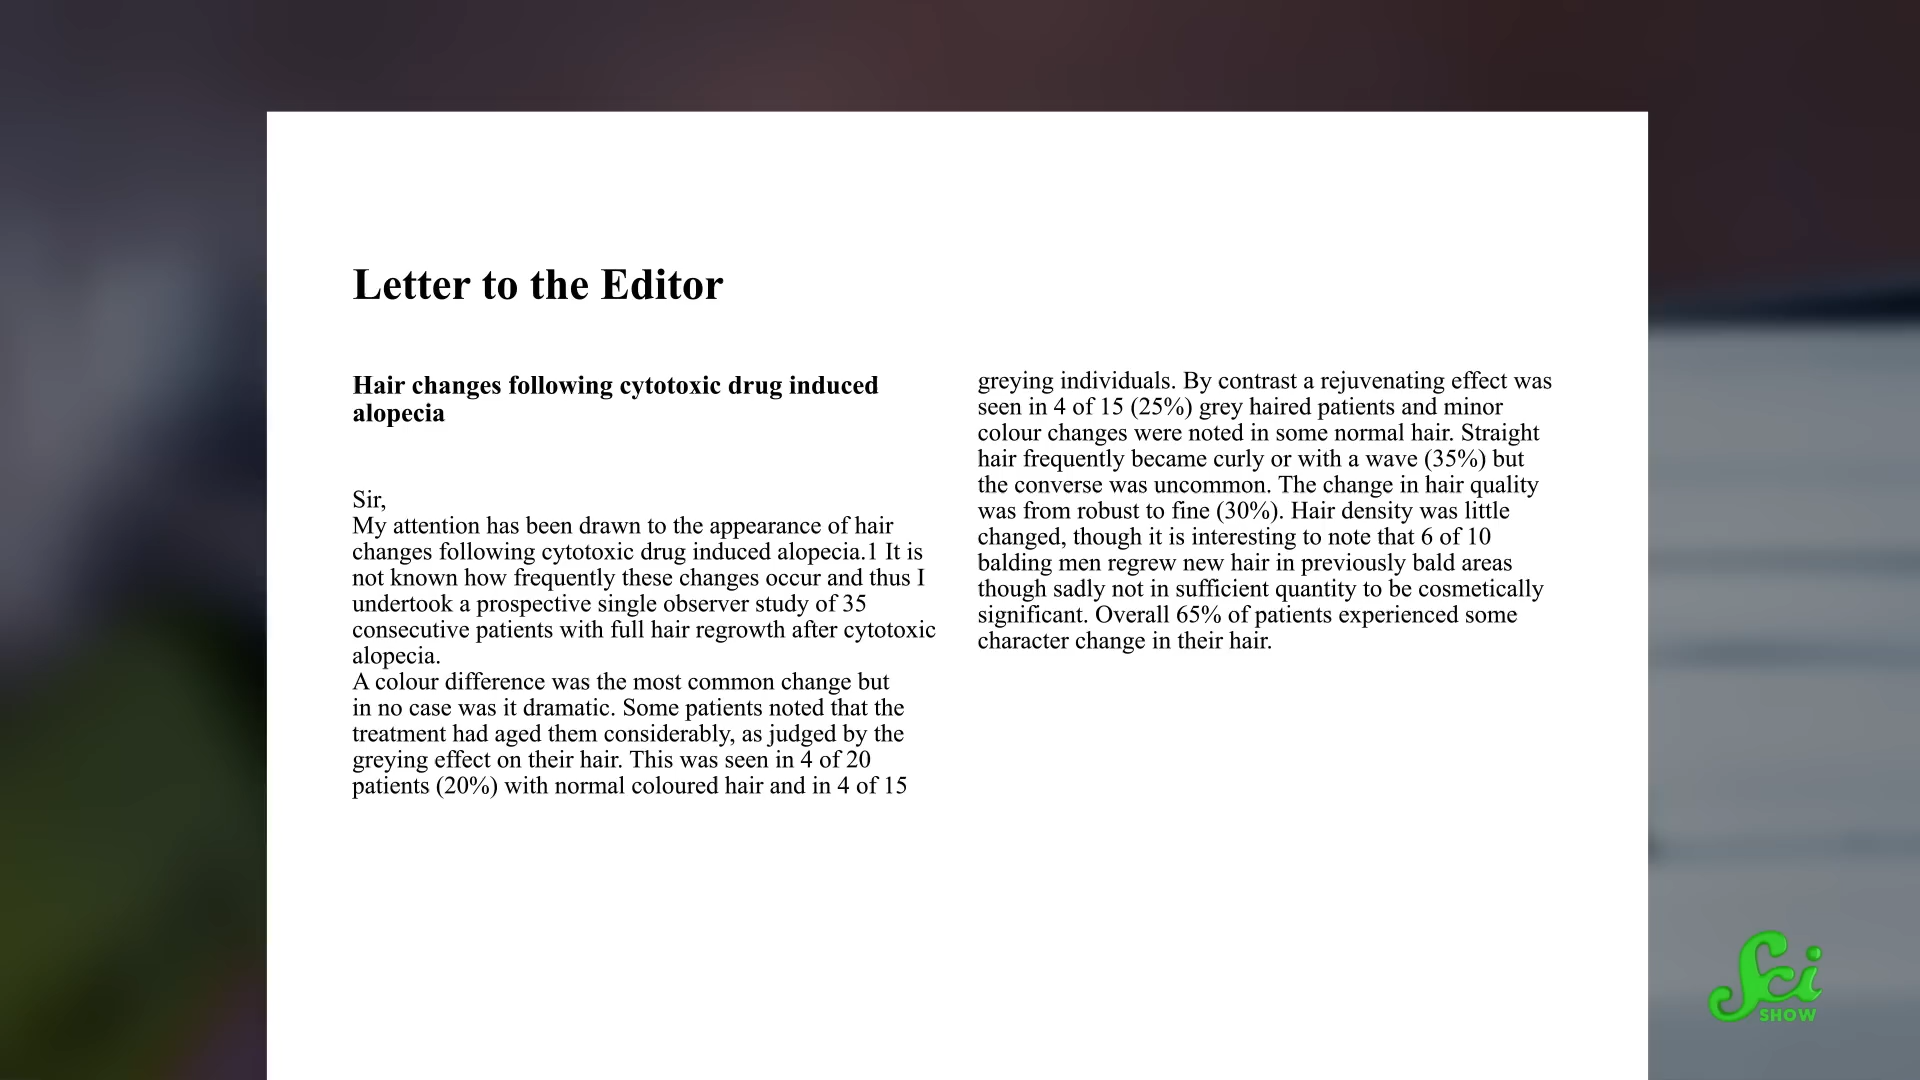 Letter to the Editor
Hair changes following cytotoxic drug induced
alopecia
Sir,
My attention has been drawn to the appearance of hair
changes following cytotoxic drug induced alopecia.1 It is
not known how frequently these changes occur and thus I
undertook a prospective single observer study of 35
consecutive patients with full hair regrowth after cytotoxic
alopecia.
A colour difference was the most common change but
in no case was it dramatic. Some patients noted that the
treatment had aged them considerably, as judged by the
greying effect on their hair. This was seen in 4 of 20
patients (20%) with normal coloured hair and in 4 of 15
greying individuals. By contrast a rejuvenating effect was
seen in 4 of 15 (25%) grey haired patients and minor
colour changes were noted in some normal hair. Straight
hair frequently became curly or with a wave (35%) but
the converse was uncommon. The change in hair quality
was from robust to fine (30%). Hair density was little
changed, though it is interesting to note that 6 of 10
balding men regrew new hair in previously bald areas
though sadly not in sufficient quantity to be cosmetically
significant. Overall 65% of patients experienced some
character change in their hair.
Sci
SHOW